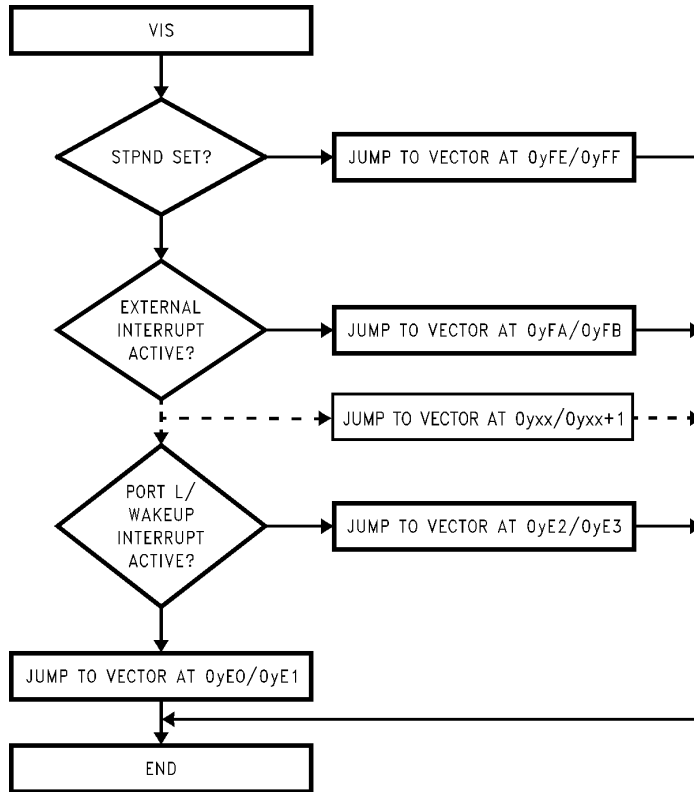 VIS
STPND SET?
JUMP TO VECTOR AT 0yFE/0yFF
EXTERNAL
INTERRUPT
ACTIVE?
JUMP TO VECTOR AT 0yFA/0yFB
JUMP TO VECTOR AT 0yxx/0yxx+1
PORT L/
WAKEUP
INTERRUPT
ACTIVE?
JUMP TO VECTOR AT 0yE2/0yE3
JUMP TO VECTOR AT 0yE0/0yE1
END